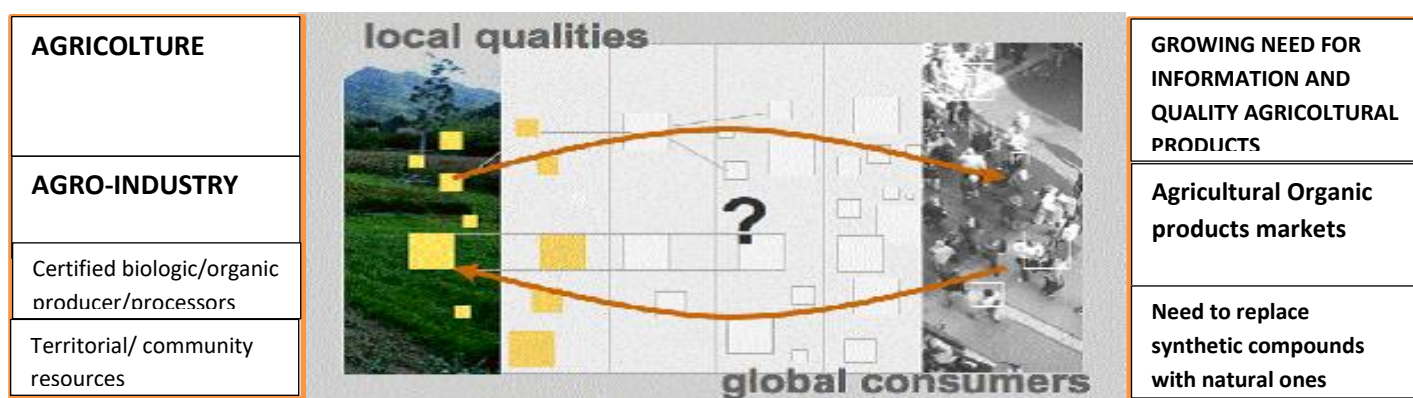 AGRICOLTURE
AGRO-INDUSTRY
Certified biologic/organic
producer/processors
Territorial/ community
resources
local qualities
?
global consumers
GROWING NEED FOR
INFORMATION AND
QUALITY AGRICOLTURAL
PRODUCTS
Agricultural Organic
products markets
Need to replace
synthetic compounds
with natural ones